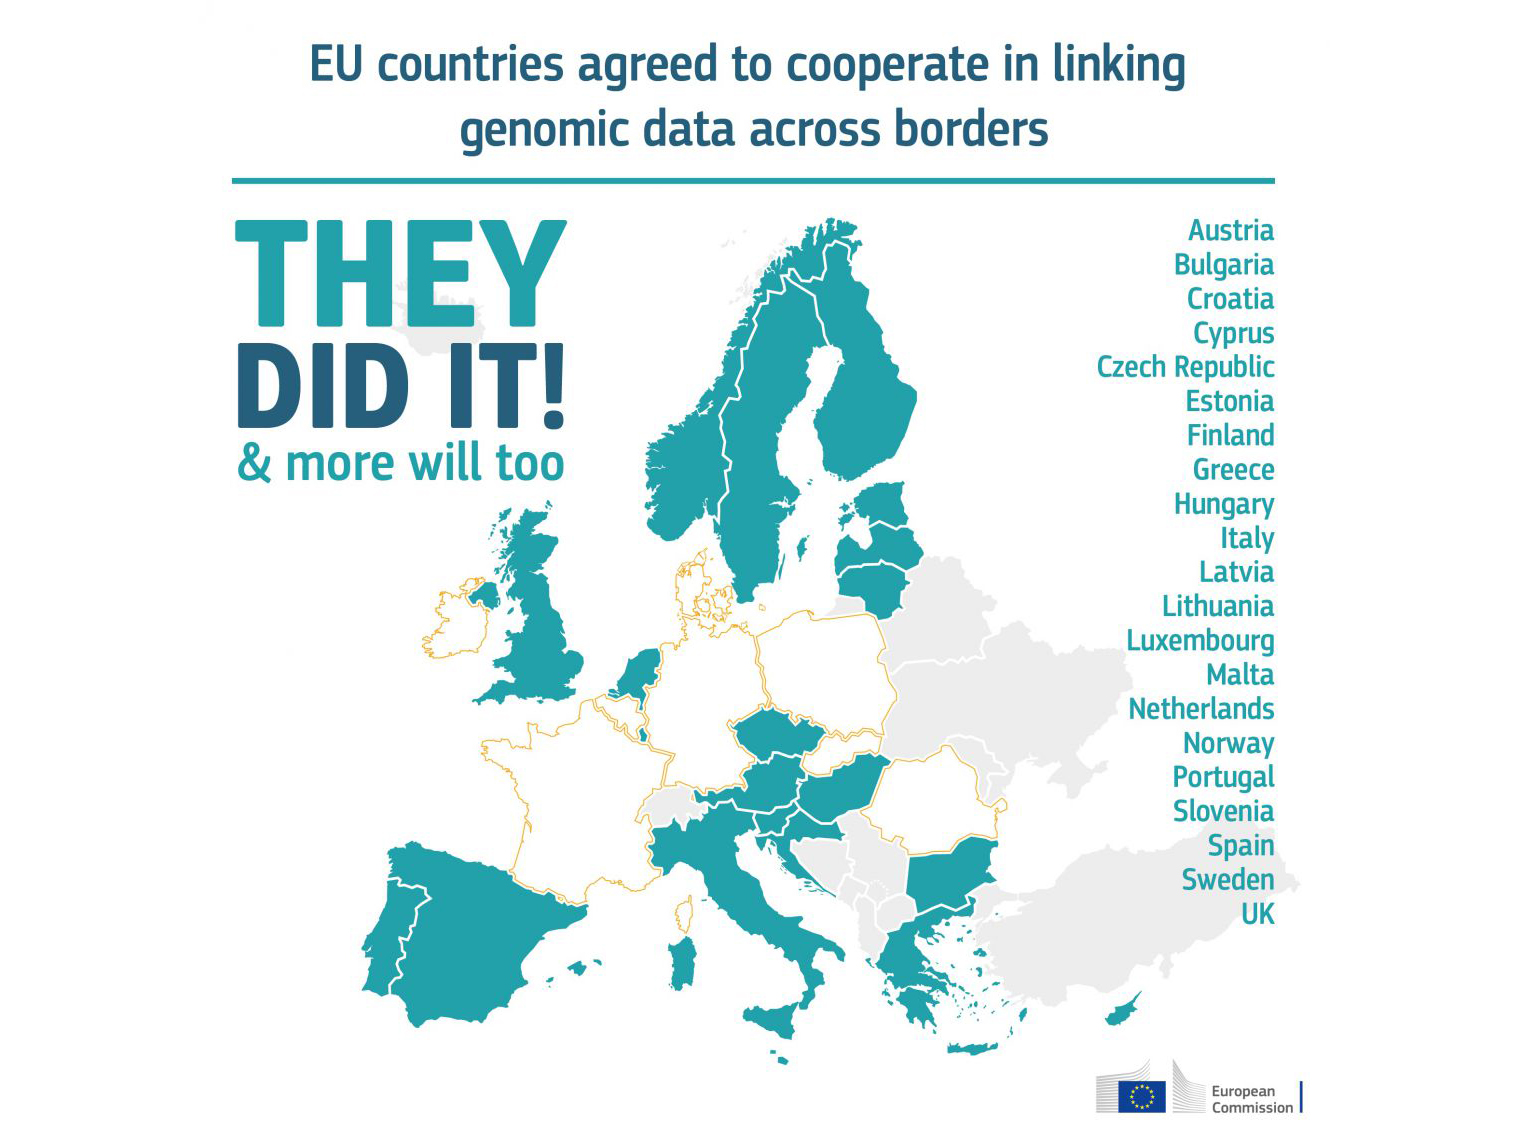 EU countries agreed to cooperate in linking
genomic data across borders
THEY
DID IT!
& more will too
Austria
Bulgaria
Croatia
Cyprus
Czech Republic
Estonia
Finland
Greece
Hungary
Italy
Latvia
Lithuania
Luxembourg
Malta
Netherlands
Norway
Portugal
Slovenia
Spain
Sweden
UK
European
Commission